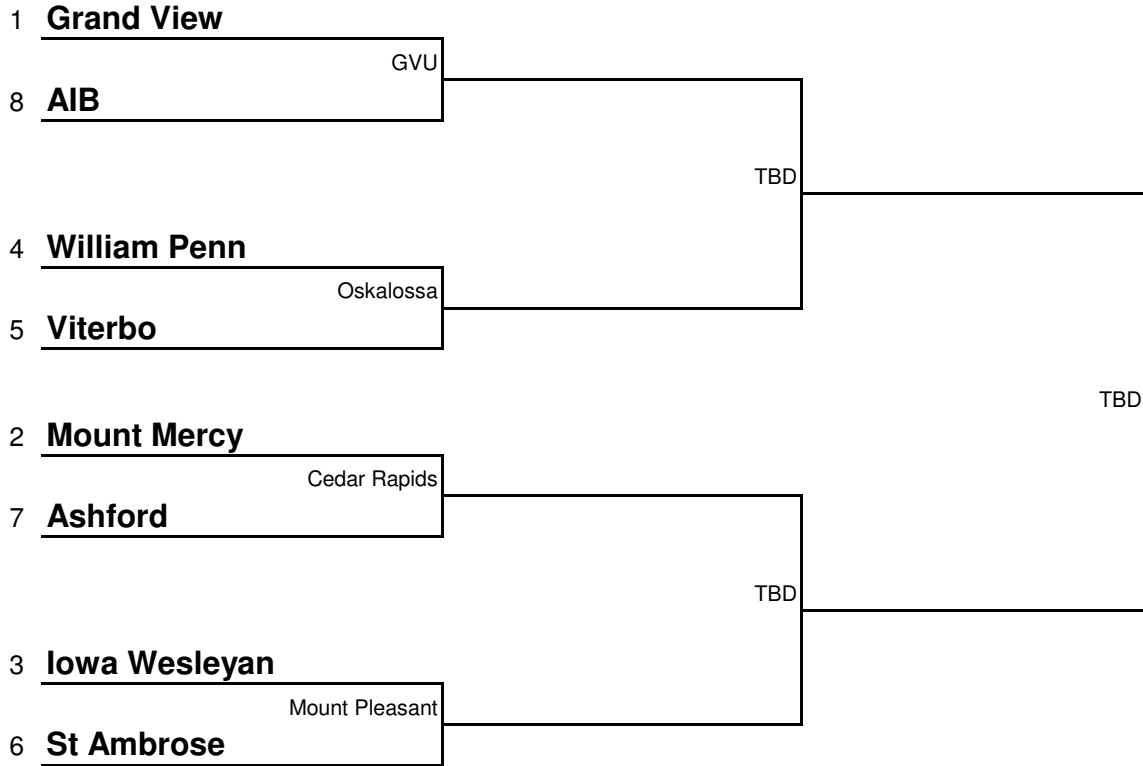 1 Grand View
GVU
8 AIB
TBD
4 William Penn
Oskalossa
5 Viterbo
TBD
2 Mount Mercy
Cedar Rapids
7 Ashford
TBD
3 Iowa Wesleyan
Mount Pleasant
6 St Ambrose